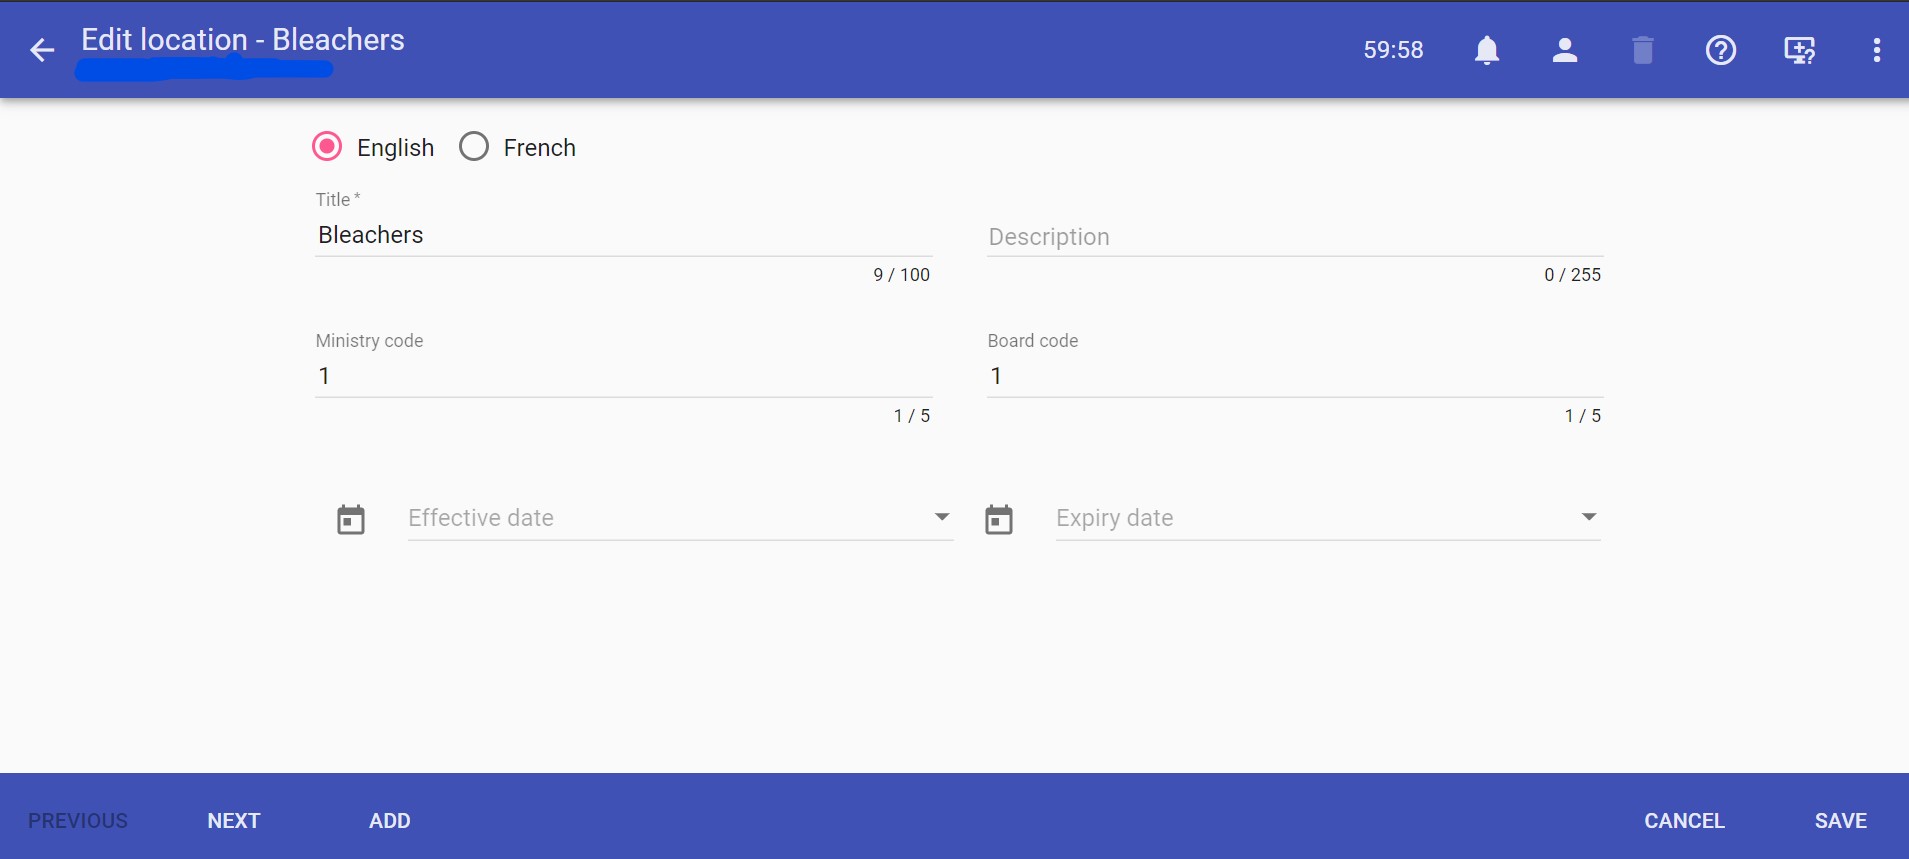 Edit location - Bleachers
59:58
English French
Title *
Bleachers
Description
9 / 100
0 / 255
Ministry code
Board code
1
1
1 / 5
1 / 5
Effective date
Expiry date
PREVIOUS NEXT ADD CANCEL SAVE